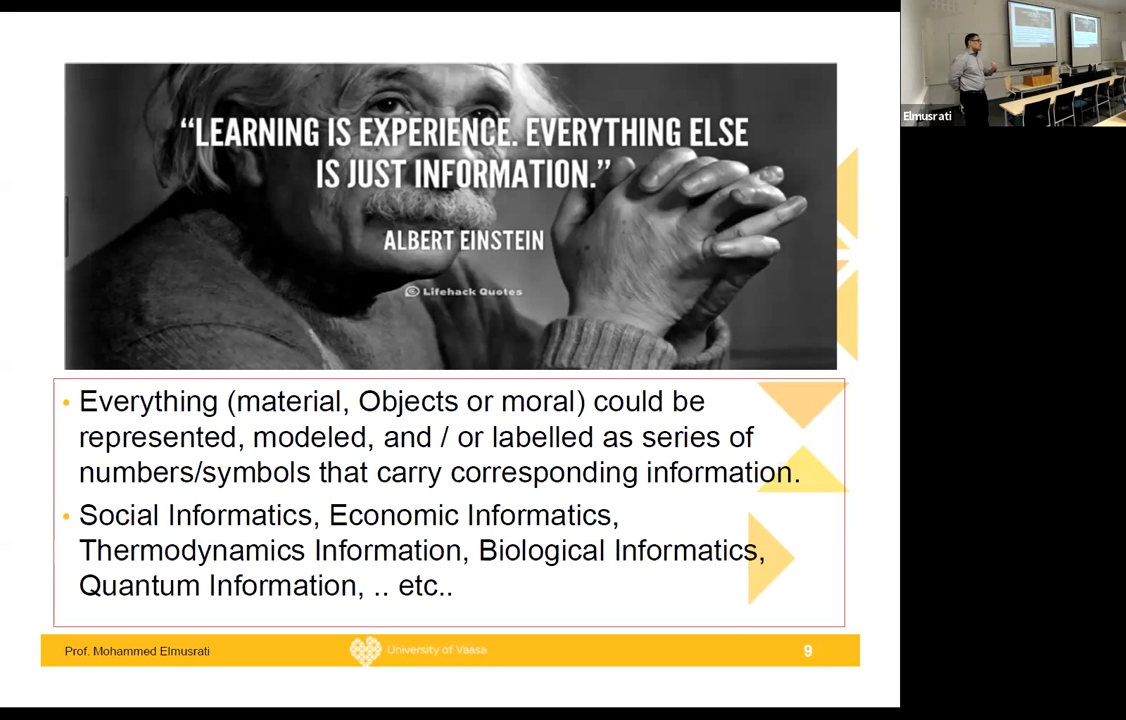 “LEARNING IS EXPERIENCE. EVERYTHING ELSE
IS JUST INFORMATION.”
ALBERT EINSTEIN
Lifehack Quotes
• Everything (material, Objects or moral) could be
represented, modeled, and / or labelled as series of
numbers/symbols that carry corresponding information.
• Social Informatics, Economic Informatics,
Thermodynamics Information, Biological Informatics,
Quantum Information, .. etc..
Prof. Mohammed Elmusrati
University of Vaasa
9
Elmusrati